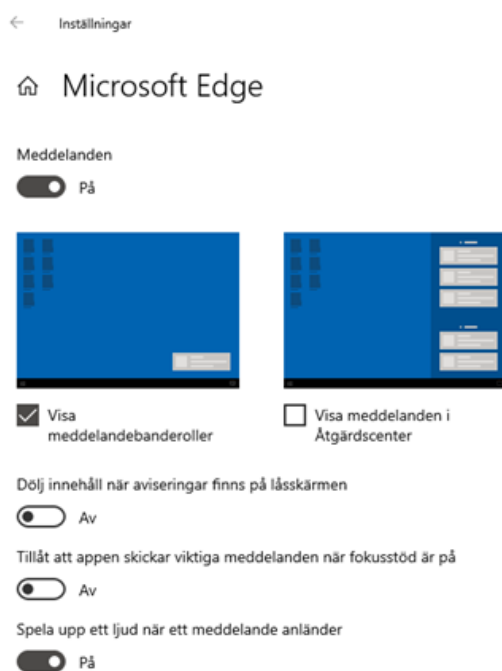 Inställningar
Microsoft Edge
Meddelanden
På
Visa
meddelandebanderoller
Visa meddelanden i
Åtgärdscenter
Dölj innehåll när aviseringar finns på låsskärmen
Av
Tillåt att appen skickar viktiga meddelanden när fokusstöd är på
Av
Spela upp ett ljud när ett meddelande anländer
På